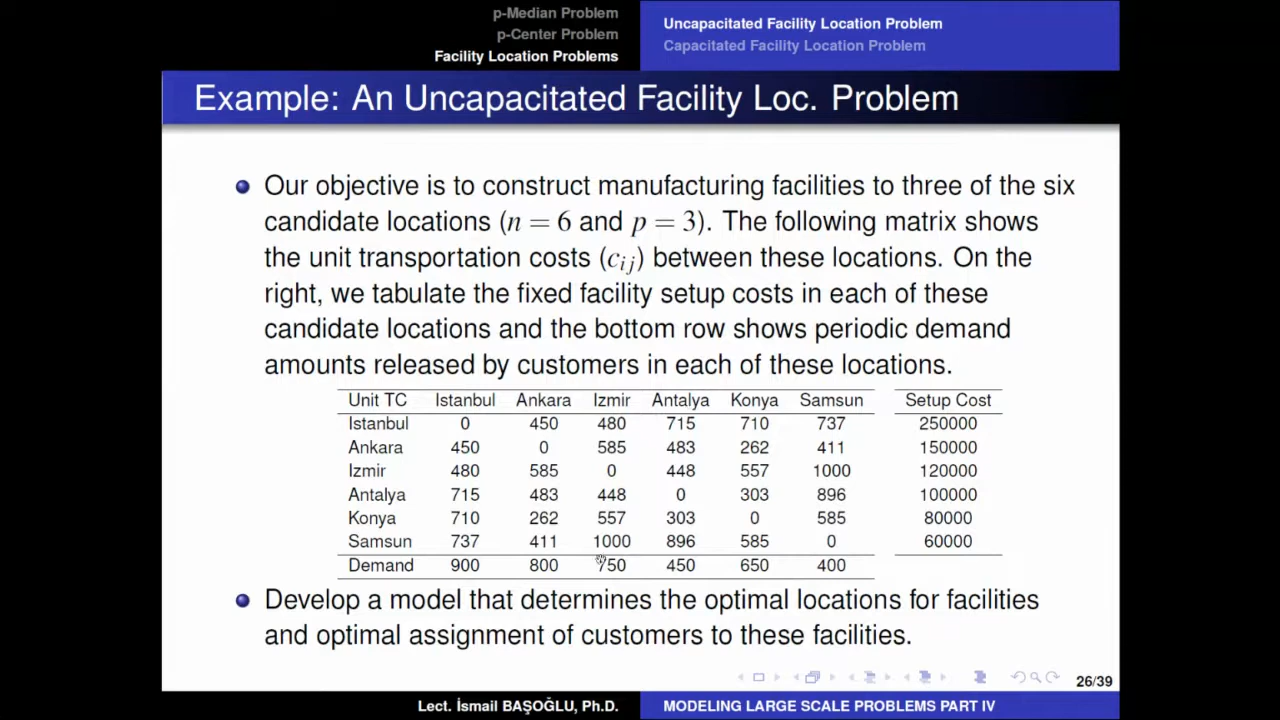 p-Median Problem
p-Center Problem
Facility Location Problems
Uncapacitated Facility Location Problem
Capacitated Facility Location Problem
Example: An Uncapacitated Facility Loc. Problem
Our objective is to construct manufacturing facilities to three of the six
candidate locations (n = 6 and p = 3). The following matrix shows
the unit transportation costs (cij) between these locations. On the
right, we tabulate the fixed facility setup costs in each of these
candidate locations and the bottom row shows periodic demand
amounts released by customers in each of these locations.
Unit TC Istanbul Ankara Izmir Antalya Konya Samsun Setup Cost
Istanbul 0 450 480 715 710 737 250000
Ankara 450 0 585 483 262 411 150000
Izmir 480 585 0 448 557 1000 120000
Antalya 715 483 448 0 303 896 100000
Konya 710 262 557 303 0 585 80000
Samsun 737 411 1000 896 585 0 60000
Demand 900 800 750 450 650 400
Develop a model that determines the optimal locations for facilities
and optimal assignment of customers to these facilities.
26/39
Lect. İsmail BAŞOĞLU, Ph.D.
MODELING LARGE SCALE PROBLEMS PART IV